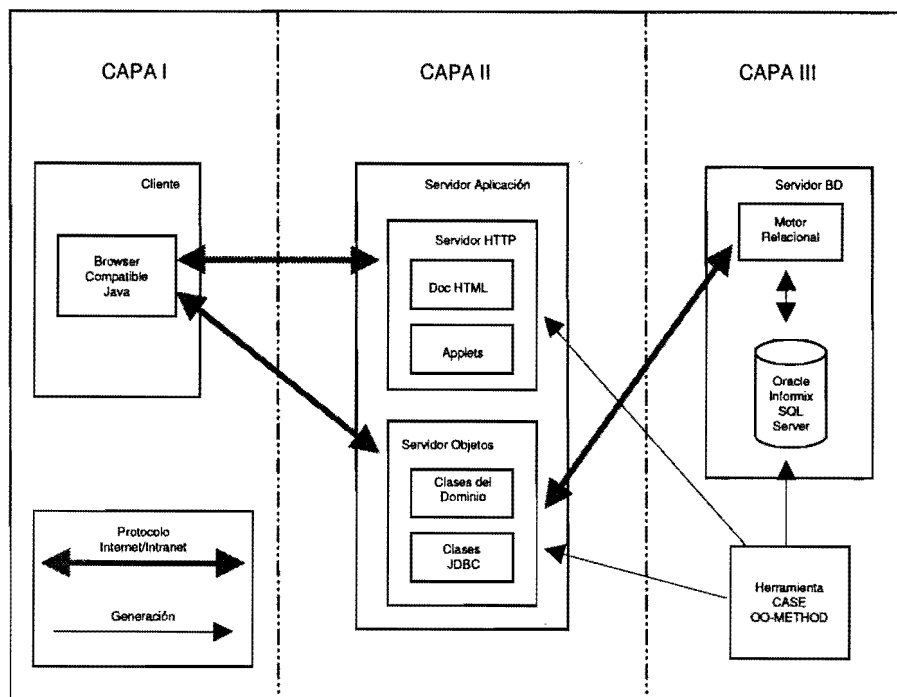 CAPA I
CAPA II
CAPA III
Cliente
Browser
Compatible
Java
Servidor Aplicación
Servidor HTTP
Doc HTML
Applets
Servidor Objetos
Clases del
Dominio
Clases
JDBC
Servidor BD
Motor
Relacional
Oracle
Informix
SQL
Server
Protocolo
Internet/Intranet
Generación
Herramienta
CASE
OO-METHOD